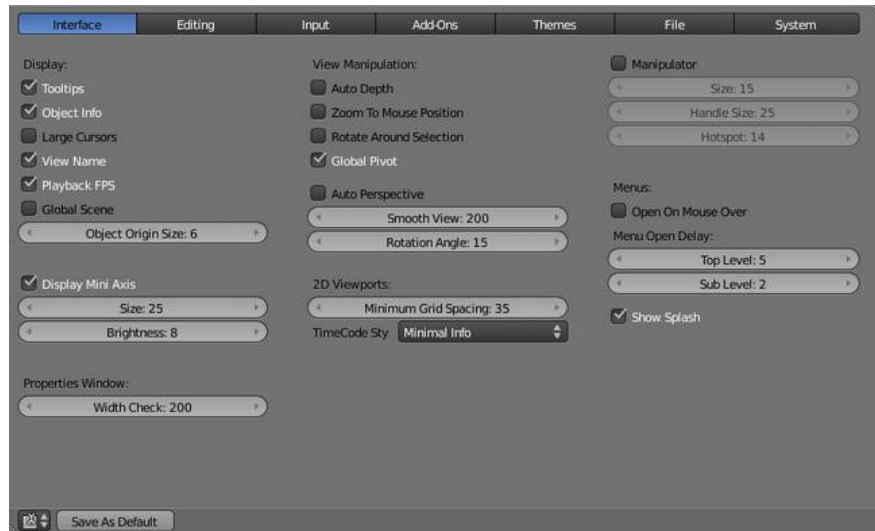 Interface Editing Input Add-Ons Themes File System
Display:
Tooltips
Object Info
Large Cursors
View Name
Playback FPS
Global Scene
Object Origin Size: 6
Display Mini Axis
Size: 25
Brightness: 8
Properties Window:
Width Check: 200
View Manipulation:
Auto Depth
Zoom To Mouse Position
Rotate Around Selection
Global Pivot
Auto Perspective
Smooth View: 200
Rotation Angle: 15
2D Viewports:
Minimum Grid Spacing: 35
TimeCode Sty Minimal Info
Manipulator
Size: 15
Handle Size: 25
Hotspot: 14
Menus:
Open On Mouse Over
Menu Open Delay:
Top Level: 5
Sub Level: 2
Show Splash
Save As Default